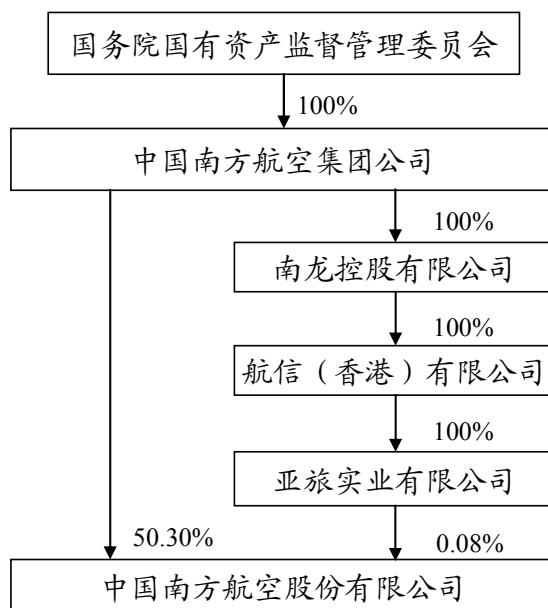 国务院国有资产监督管理委员会
100%
中国南方航空集团公司
100%
南龙控股有限公司
100%
航信（香港）有限公司
100%
亚旅实业有限公司
50.30%
0.08%
中国南方航空股份有限公司